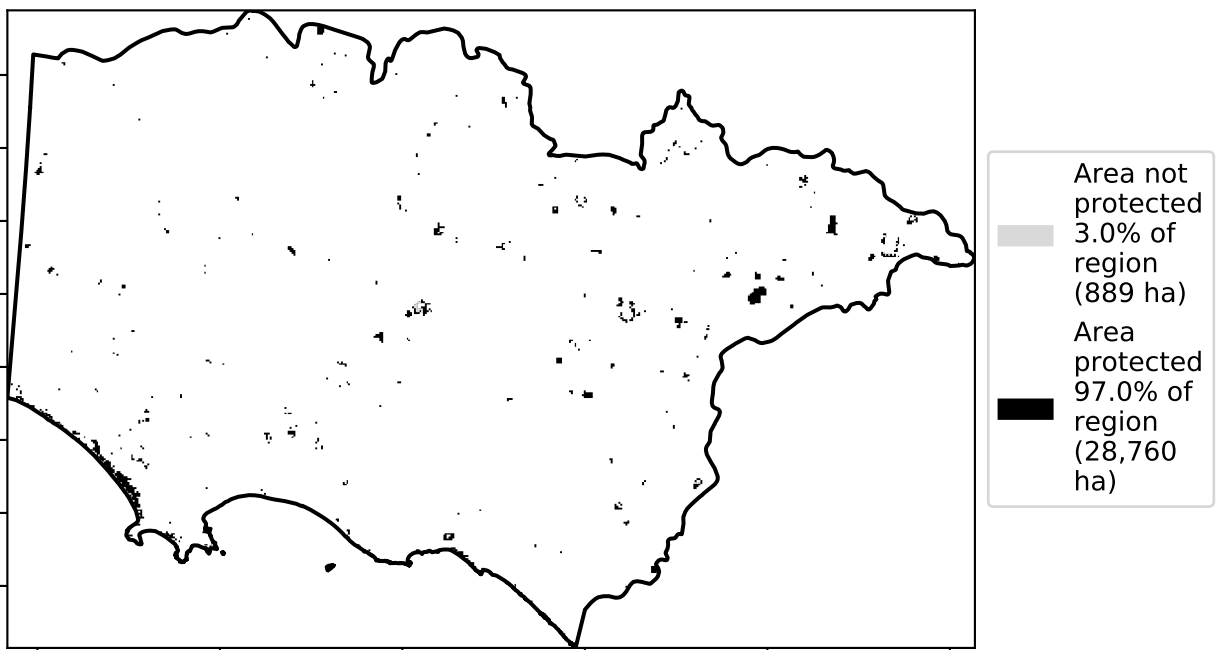 Area not
protected
3.0% of
region
(889 ha)
Area
protected
97.0% of
region
(28,760
ha)